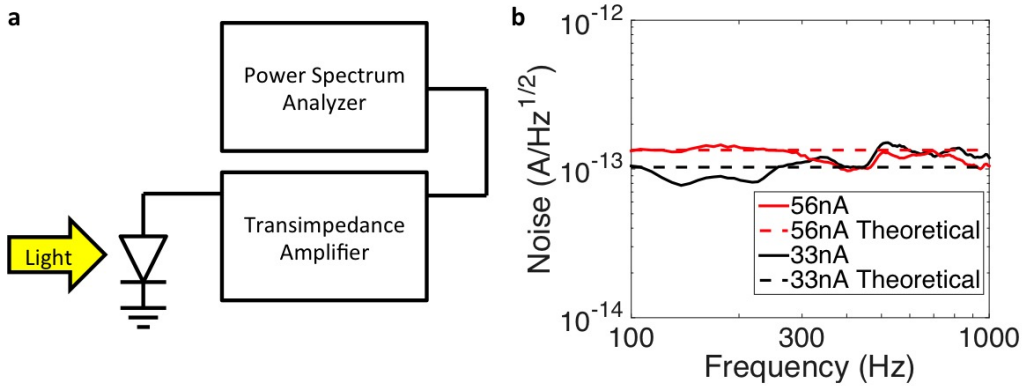 a
Power Spectrum
Analyzer
Transimpedance
Amplifier
Light
b
Noise (A/Hz^1/2)
10^-12
10^-13
10^-14
56nA
56nA Theoretical
33nA
33nA Theoretical
100
300
1000
Frequency (Hz)